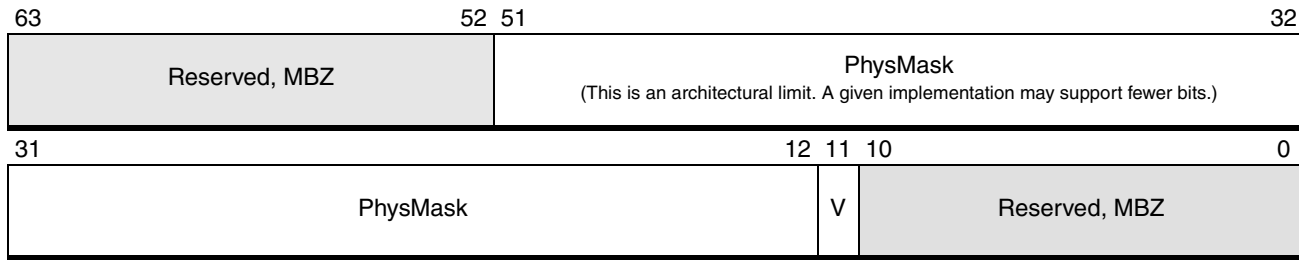 63 52 51 32
Reserved, MBZ PhysMask
(This is an architectural limit. A given implementation may support fewer bits.)
31 12 11 10 0
PhysMask V Reserved, MBZ